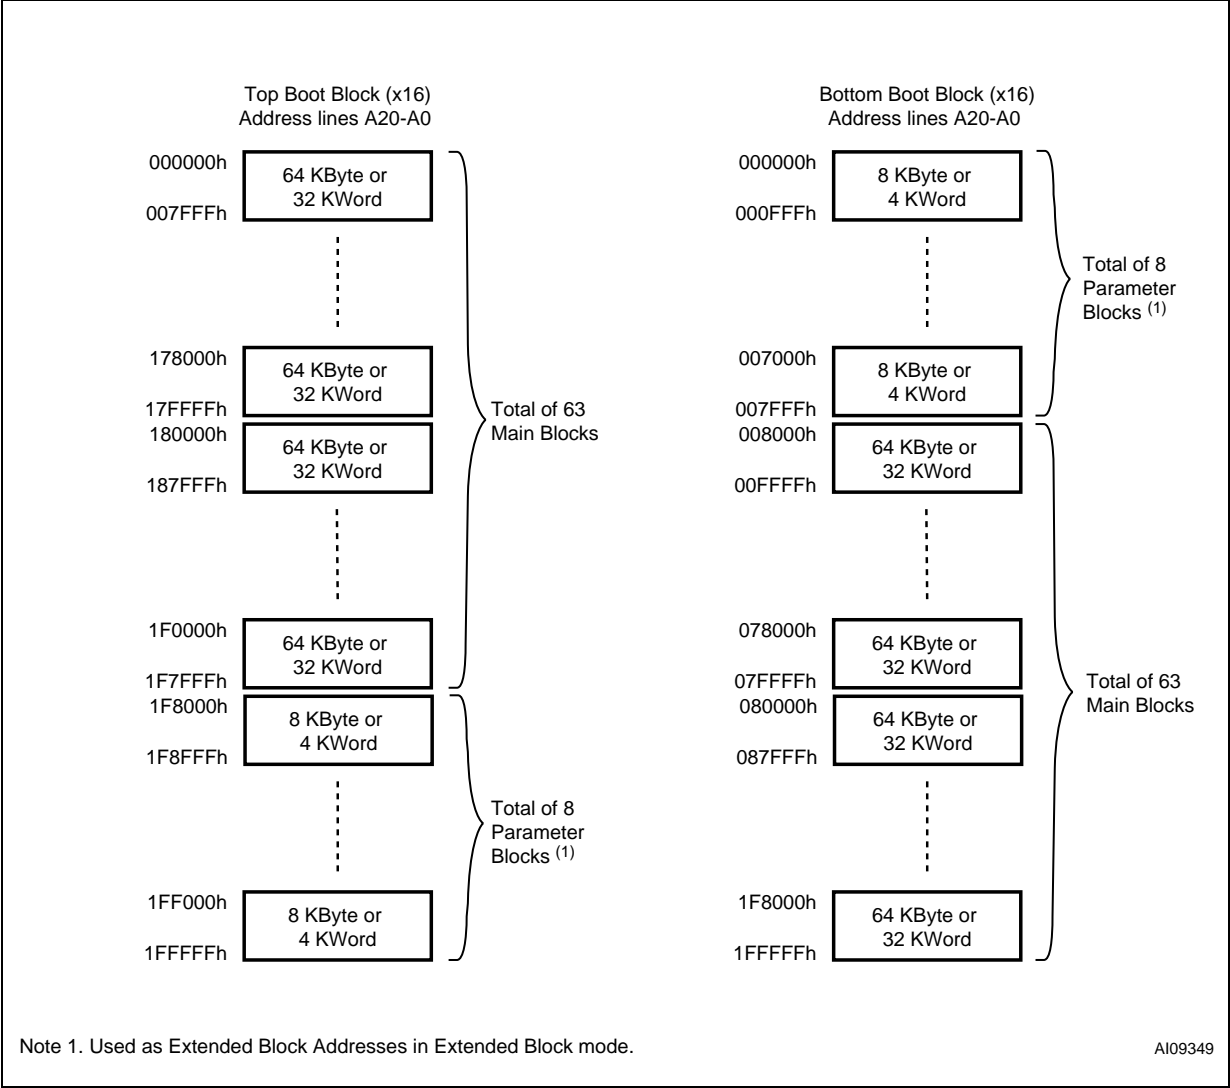 Top Boot Block (x16)
Address lines A20-A0
000000h
64 KByte or
32 KWord
007FFFh
178000h
64 KByte or
32 KWord
17FFFFh
180000h
64 KByte or
32 KWord
187FFFh
Total of 63
Main Blocks
1F0000h
64 KByte or
32 KWord
1F7FFFh
1F8000h
8 KByte or
4 KWord
1F8FFFh
Total of 8
Parameter
Blocks (1)
1FF000h
8 KByte or
4 KWord
1FFFFFh
Bottom Boot Block (x16)
Address lines A20-A0
000000h
8 KByte or
4 KWord
000FFFh
Total of 8
Parameter
Blocks (1)
007000h
8 KByte or
4 KWord
007FFFh
008000h
64 KByte or
32 KWord
00FFFFh
078000h
64 KByte or
32 KWord
07FFFFh
080000h
64 KByte or
32 KWord
087FFFh
Total of 63
Main Blocks
1F8000h
64 KByte or
32 KWord
1FFFFFh
Note 1. Used as Extended Block Addresses in Extended Block mode.
AI09349